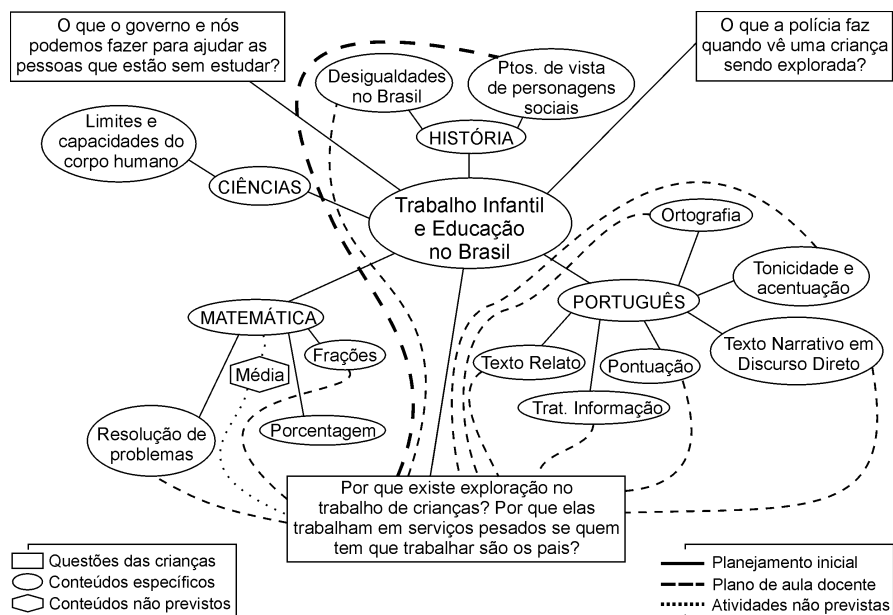 O que o governo e nós
podemos fazer para ajudar as
pessoas que estão sem estudar?
O que a polícia faz
quando vê uma criança
sendo explorada?
Desigualdades
no Brasil
Ptos. de vista
de personagens
sociais
HISTÓRIA
Limites e
capacidades do
corpo humano
CIÊNCIAS
Trabalho Infantil
e Educação
no Brasil
Ortografia
Tonicidade e
acentuação
PORTUGUÊS
Texto Narrativo em
Discurso Direto
Texto Relato
Pontuação
Trat. Informação
MATEMÁTICA
Frações
Média
Porcentagem
Resolução de
problemas
Por que existe exploração no
trabalho de crianças? Por que elas
trabalham em serviços pesados se quem
tem que trabalhar são os pais?
Questões das crianças
Conteúdos específicos
Conteúdos não previstos
Planejamento inicial
Plano de aula docente
Atividades não previstas